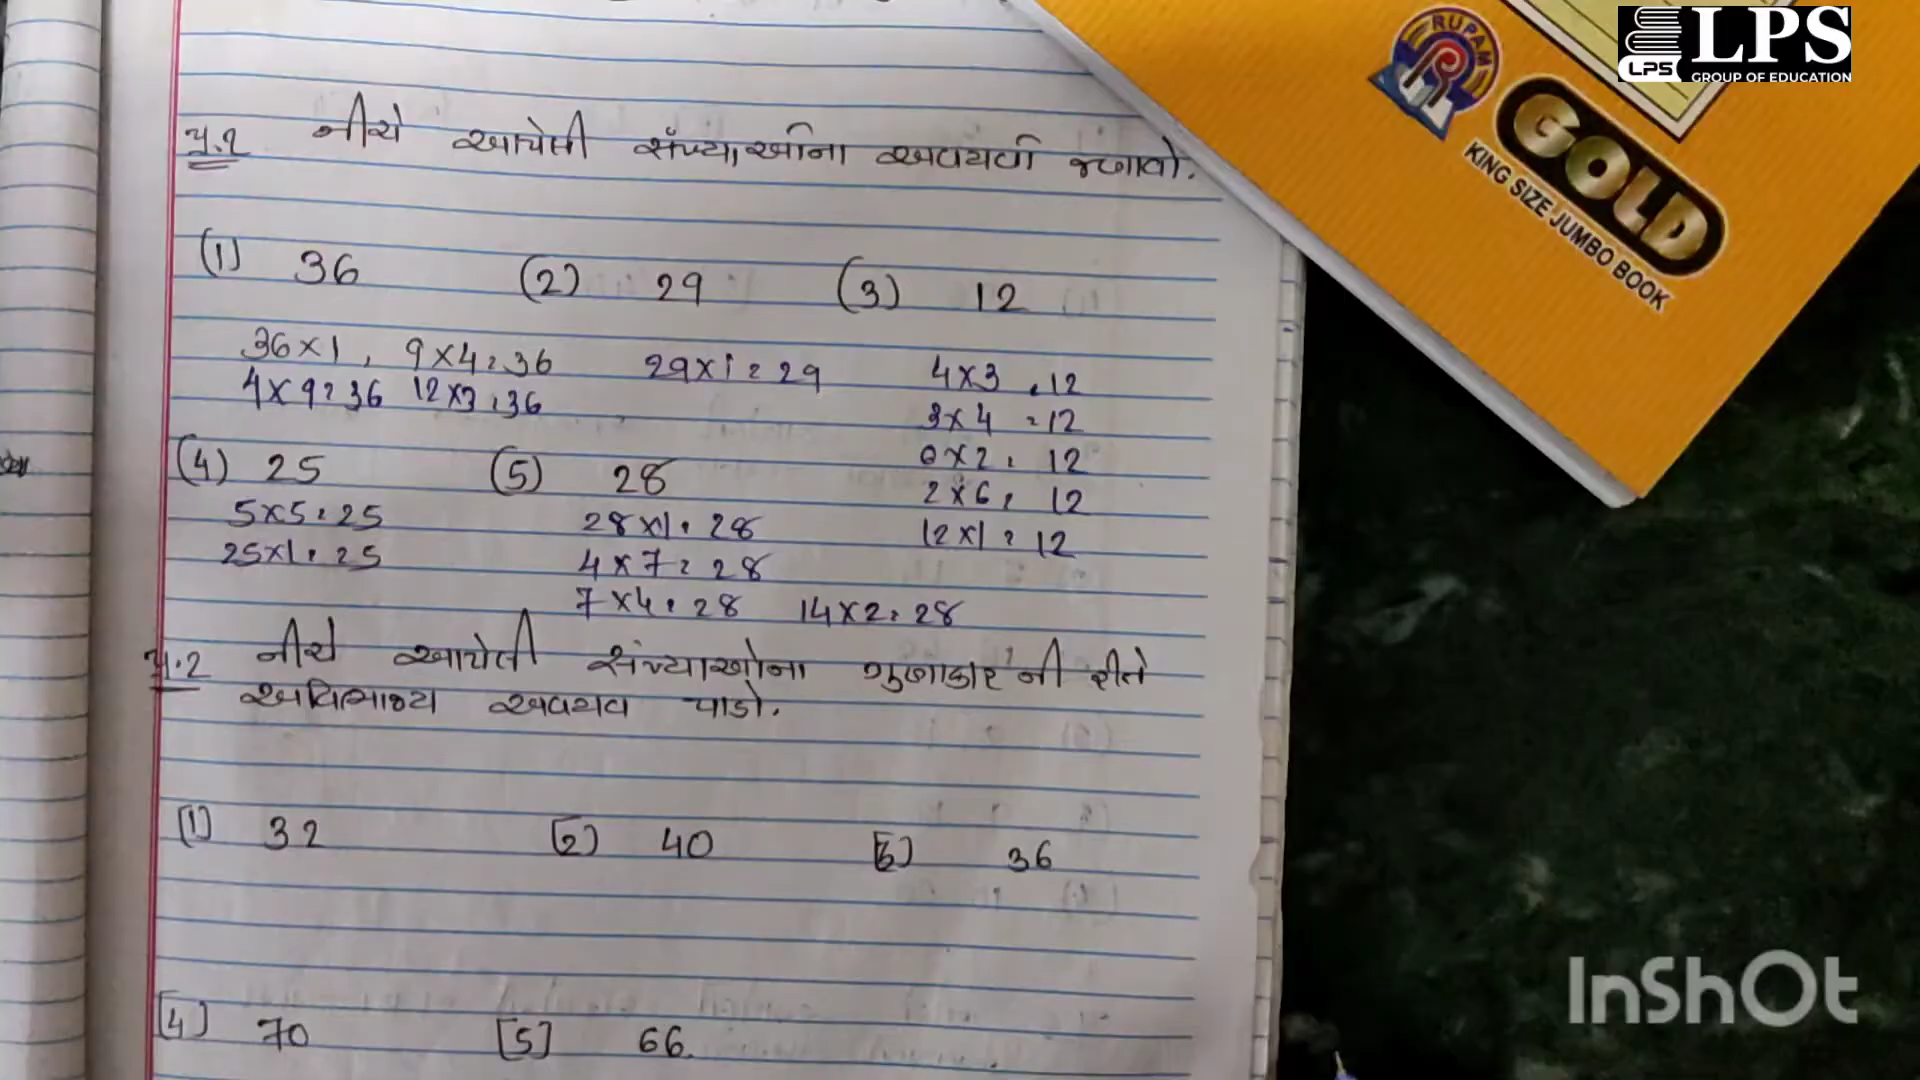 LPS
LPS
GROUP OF EDUCATION
RUPAM
GOLD
KING SIZE JUMBO BOOK
પ્ર.૧ નીચે આપેલી સંખ્યાઓના અવયવો જણાવો.
(1) 36 (2) 29 (3) 12
36×1, 9×4=36 29×1=29 4×3 =12
4×9=36 12×3=36 3×4 =12
6×2= 12
(4) 25 (5) 28 2×6= 12
5×5=25 28×1=28 12×1=12
25×1=25 4×7=28
7×4=28 14×2=28
પ્ર.2 નીચે આપેલી સંખ્યાઓના ગુણાકાર ની રીતે
અવિભાજ્ય અવયવ પાડો.
[1] 32 [2] 40 [3] 36
[4] 70 [5] 66
InShOt